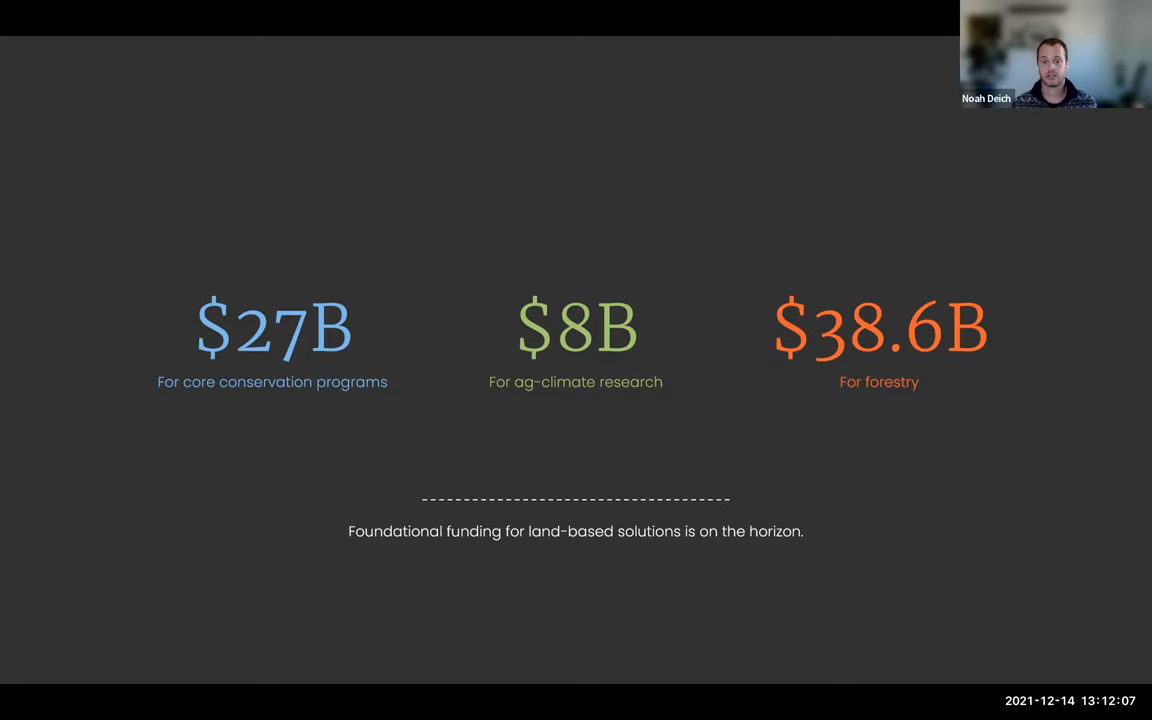 Noah Deich
$27B
For core conservation programs
$8B
For ag-climate research
$38.6B
For forestry
Foundational funding for land-based solutions is on the horizon.
2021-12-14 13:12:07